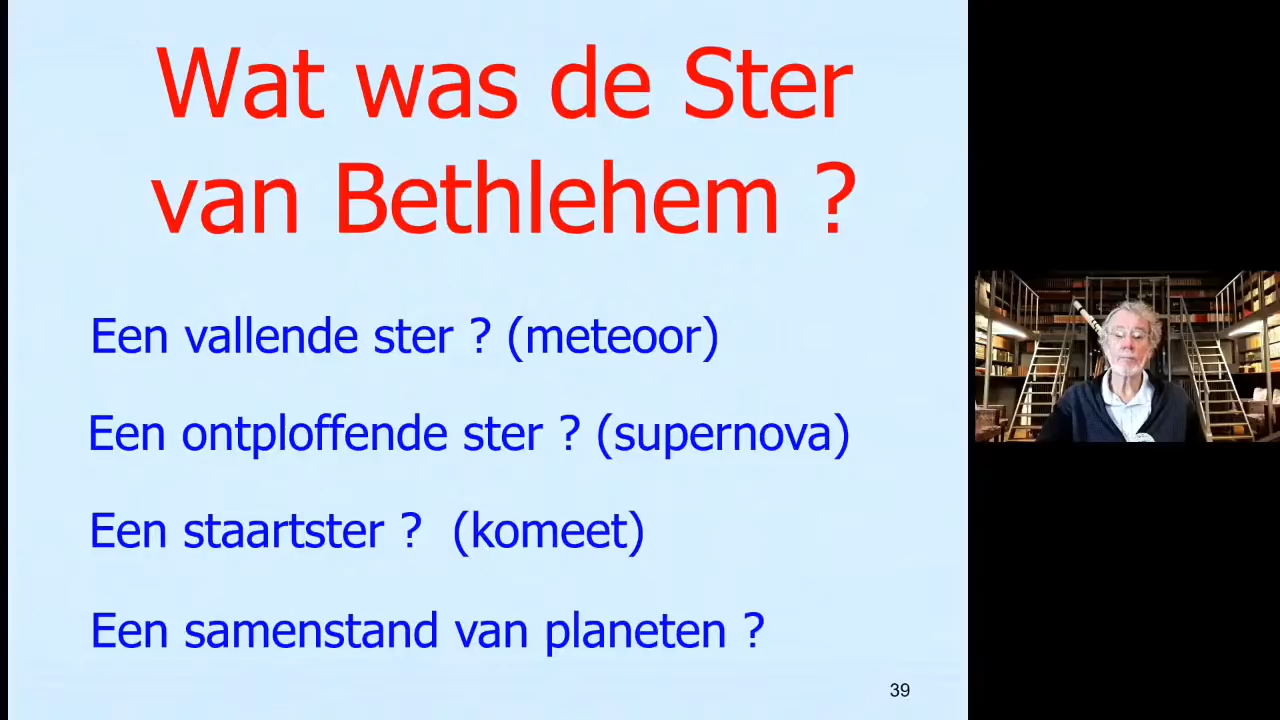 Wat was de Ster
van Bethlehem ?
Een vallende ster ? (meteoor)
Een ontploffende ster ? (supernova)
Een staartster ?  (komeet)
Een samenstand van planeten ?
39